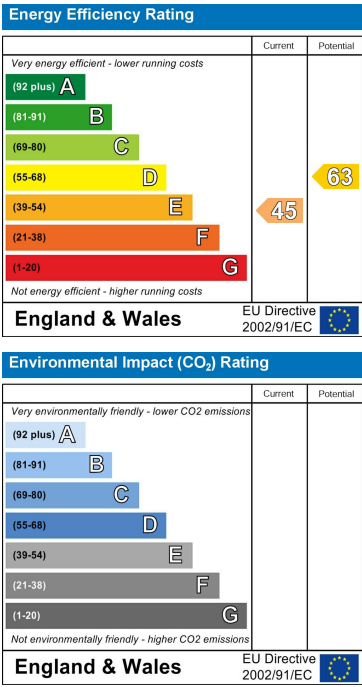 Energy Efficiency Rating
Current Potential
Very energy efficient - lower running costs
(92 plus) A
(81-91) B
(69-80) C
(55-68) D
63
(39-54) E
45
(21-38) F
(1-20) G
Not energy efficient - higher running costs
England & Wales
EU Directive
2002/91/EC
Environmental Impact (CO₂) Rating
Current Potential
Very environmentally friendly - lower CO2 emissions
(92 plus) A
(81-91) B
(69-80) C
(55-68) D
(39-54) E
(21-38) F
(1-20) G
Not environmentally friendly - higher CO2 emissions
England & Wales
EU Directive
2002/91/EC